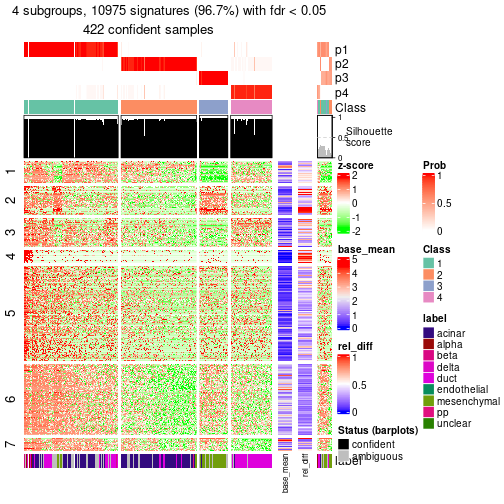 4 subgroups, 10975 signatures (96.7%) with fdr < 0.05
422 confident samples
p1
p2
p3
p4
Class
1
0.5
0
Silhouette
score
1
2
3
4
5
6
7
z-score
2
1
0
-1
-2
base_mean
5
4
3
2
1
0
rel_diff
1
0.5
0
Status (barplots)
confident
ambiguous
label
base_mean
rel_diff
Prob
1
0.5
0
Class
1
2
3
4
label
acinar
alpha
beta
delta
duct
endothelial
mesenchymal
pp
unclear